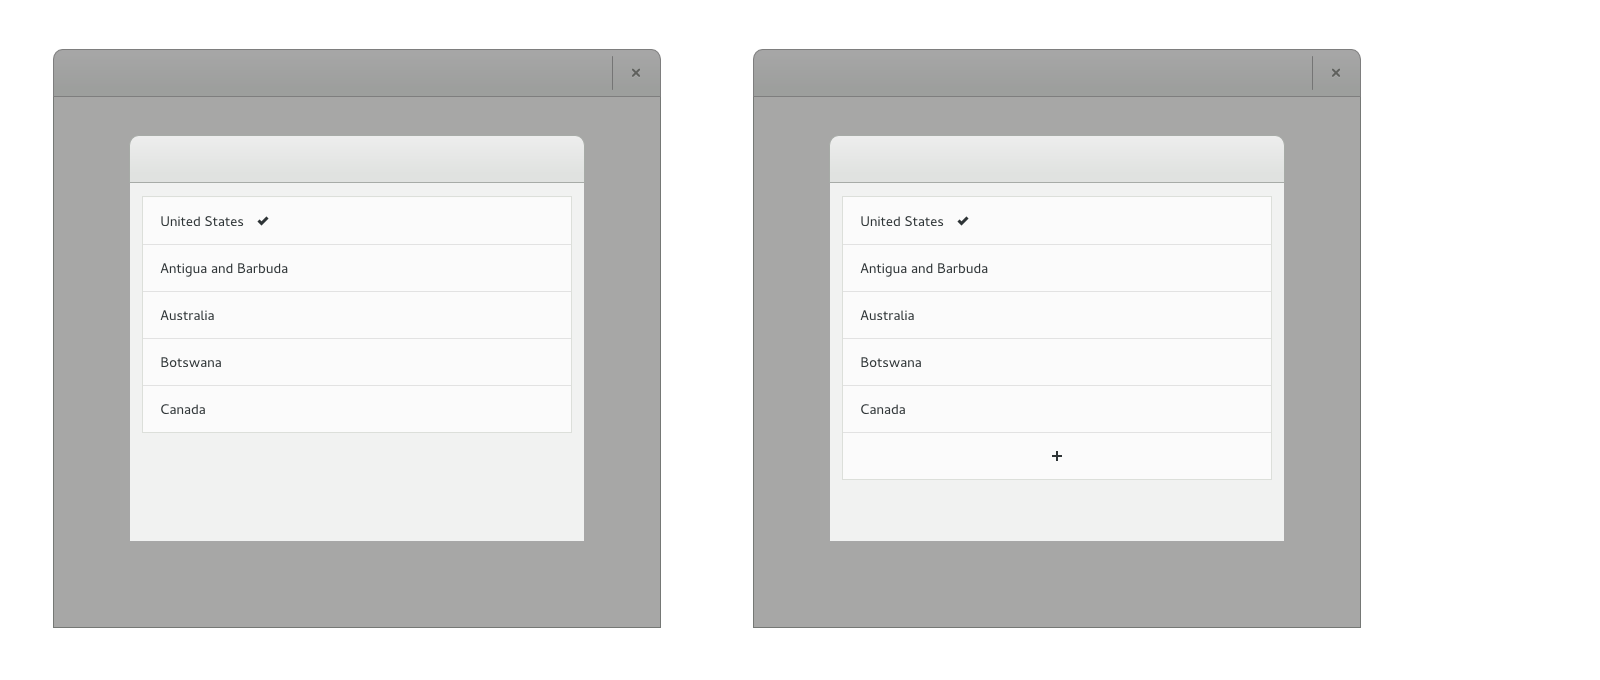 United States
Antigua and Barbuda
Australia
Botswana
Canada
United States
Antigua and Barbuda
Australia
Botswana
Canada